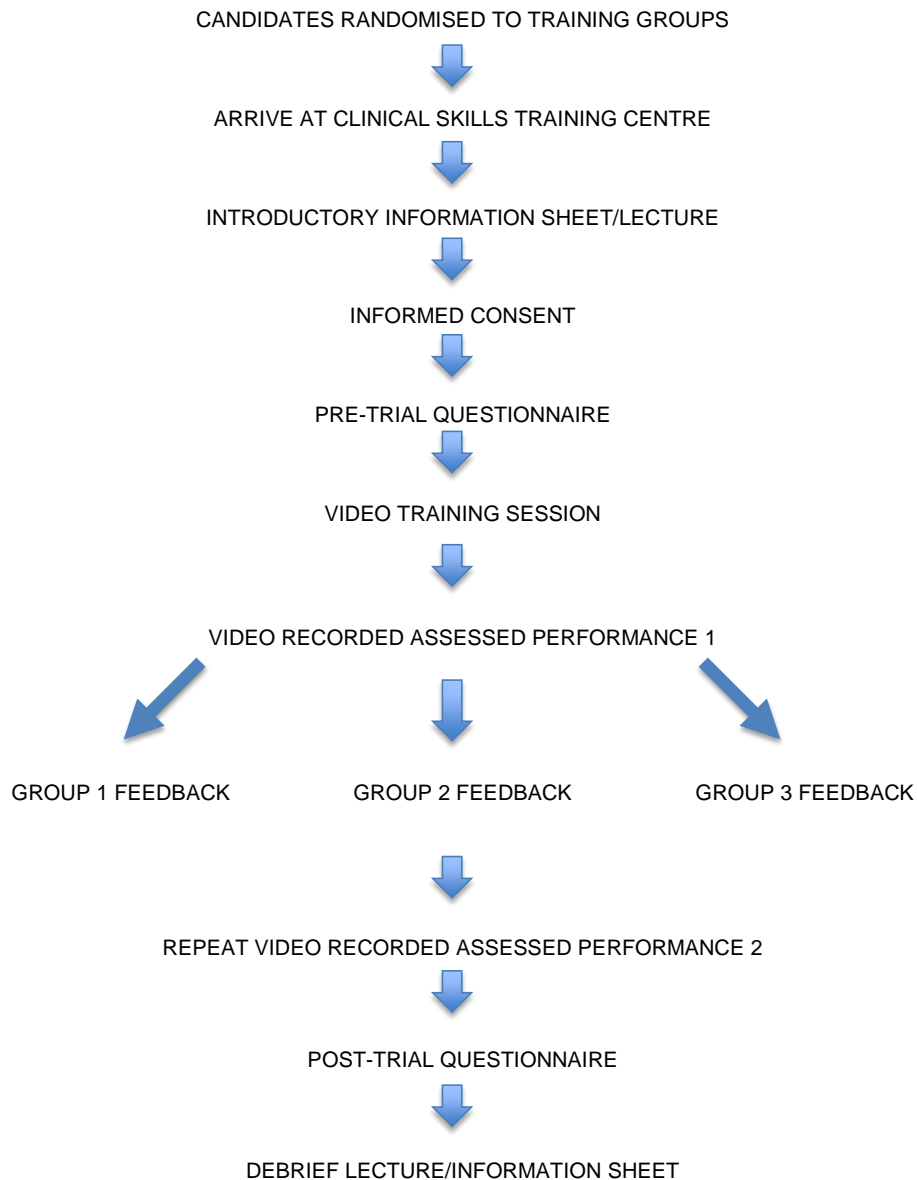 CANDIDATES RANDOMISED TO TRAINING GROUPS
ARRIVE AT CLINICAL SKILLS TRAINING CENTRE
INTRODUCTORY INFORMATION SHEET/LECTURE
INFORMED CONSENT
PRE-TRIAL QUESTIONNAIRE
VIDEO TRAINING SESSION
VIDEO RECORDED ASSESSED PERFORMANCE 1
GROUP 1 FEEDBACK GROUP 2 FEEDBACK GROUP 3 FEEDBACK
REPEAT VIDEO RECORDED ASSESSED PERFORMANCE 2
POST-TRIAL QUESTIONNAIRE
DEBRIEF LECTURE/INFORMATION SHEET